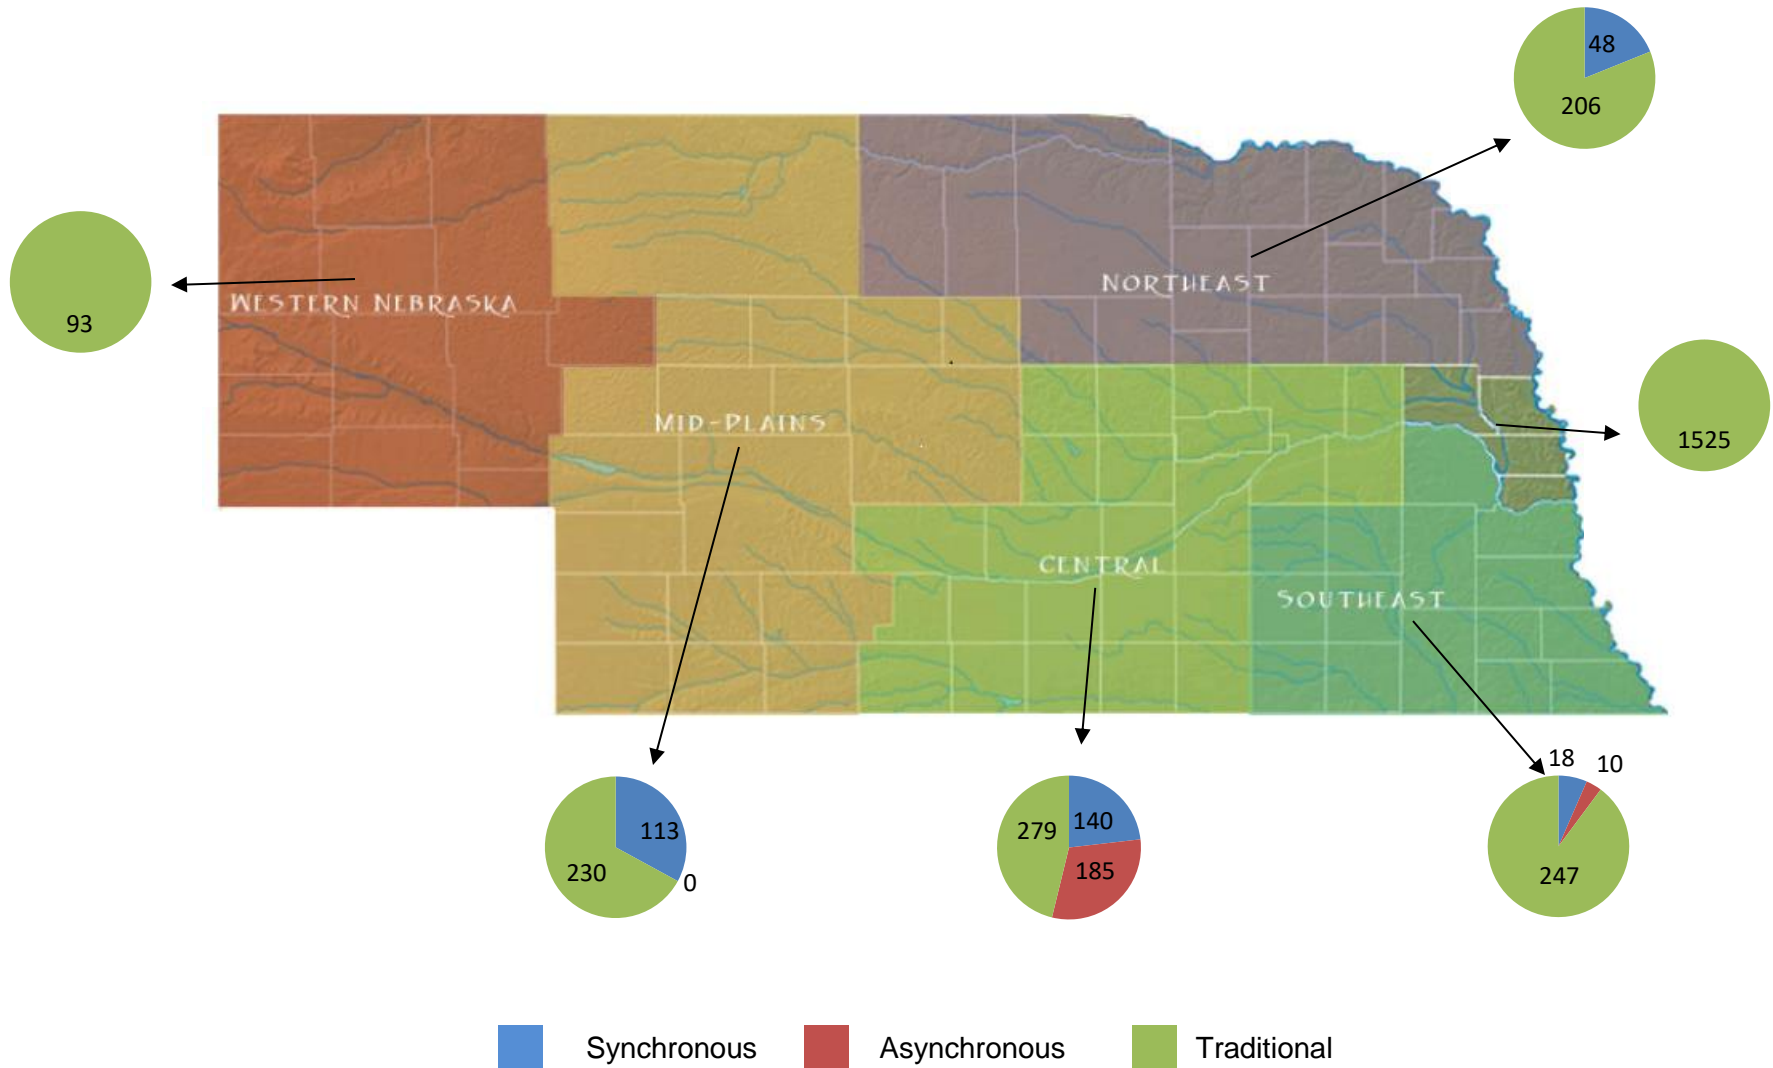 48
206
NORTHEAST
WESTERN NEBRASKA
93
MID-PLAINS
1525
CENTRAL
SOUTHEAST
113
230
0
279
140
185
18
10
247
Synchronous
Asynchronous
Traditional